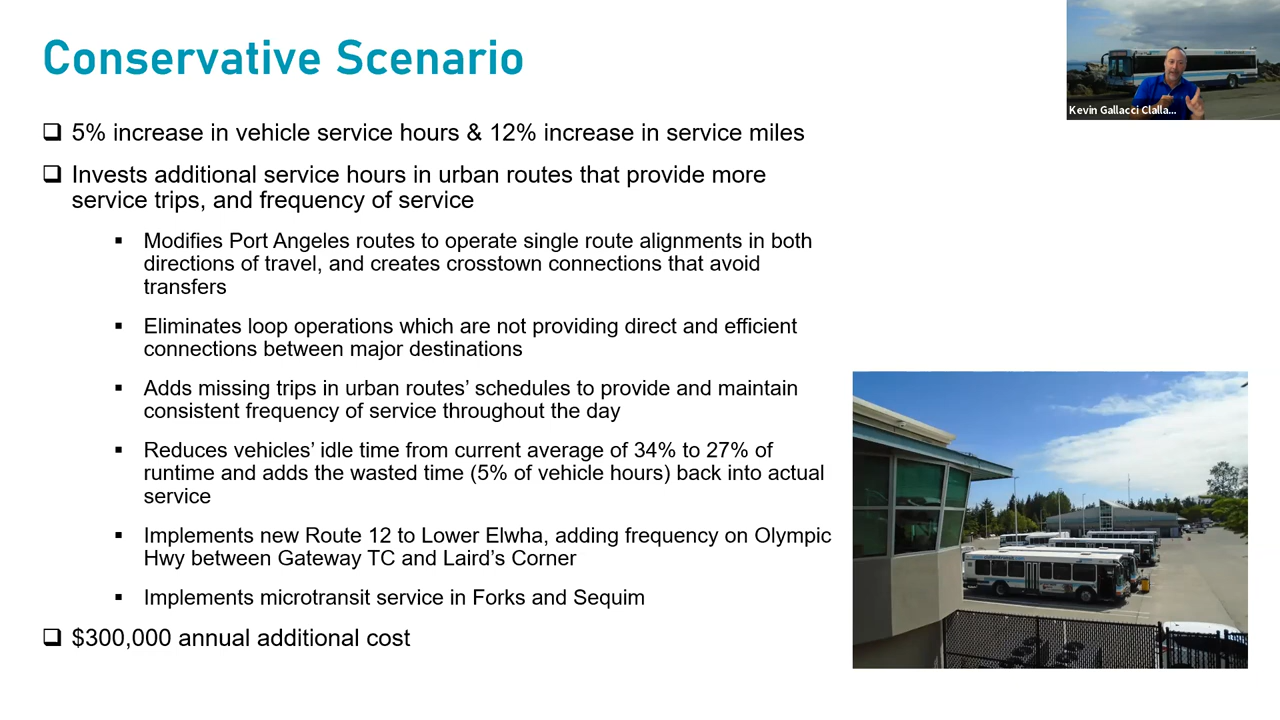 Conservative Scenario
Kevin Gallacci Clalla...
❑ 5% increase in vehicle service hours & 12% increase in service miles
❑ Invests additional service hours in urban routes that provide more
service trips, and frequency of service
▪ Modifies Port Angeles routes to operate single route alignments in both
directions of travel, and creates crosstown connections that avoid
transfers
▪ Eliminates loop operations which are not providing direct and efficient
connections between major destinations
▪ Adds missing trips in urban routes’ schedules to provide and maintain
consistent frequency of service throughout the day
▪ Reduces vehicles’ idle time from current average of 34% to 27% of
runtime and adds the wasted time (5% of vehicle hours) back into actual
service
▪ Implements new Route 12 to Lower Elwha, adding frequency on Olympic
Hwy between Gateway TC and Laird’s Corner
▪ Implements microtransit service in Forks and Sequim
❑ $300,000 annual additional cost